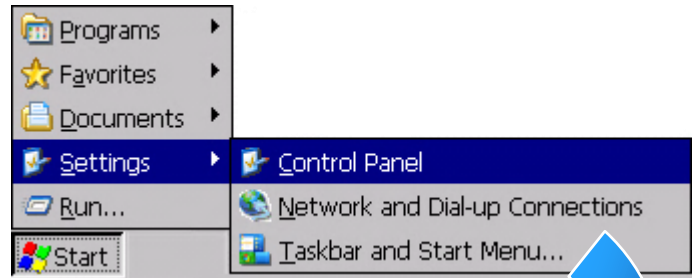 Programs
Favorites
Documents
Settings
Control Panel
Run...
Network and Dial-up Connections
Start
Taskbar and Start Menu...